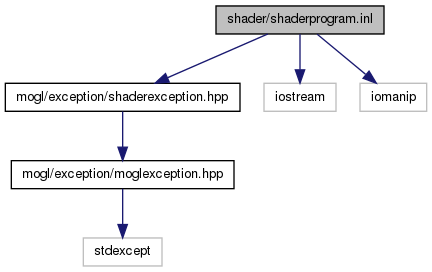 shader/shaderprogram.inl
mogl/exception/shaderexception.hpp
iostream
iomanip
mogl/exception/moglexception.hpp
stdexcept